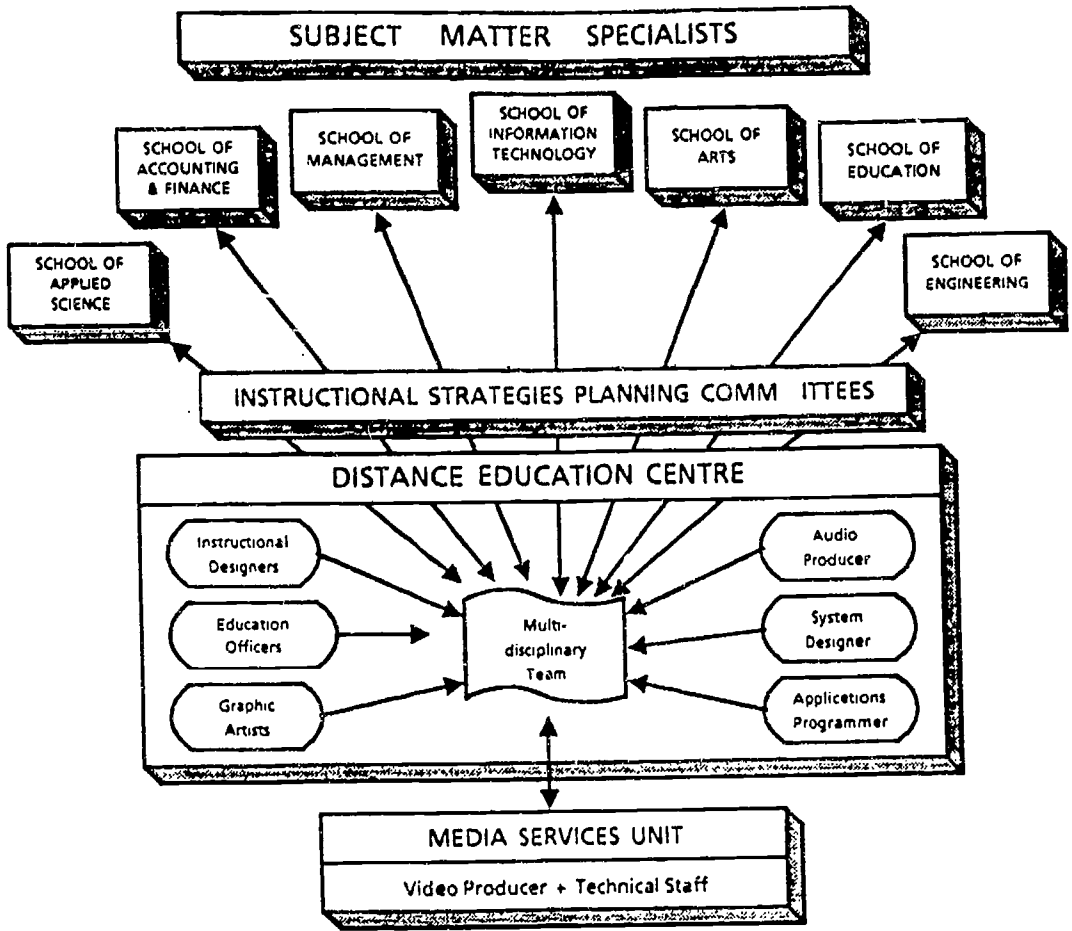 SUBJECT MATTER SPECIALISTS
SCHOOL OF
APPLIED
SCIENCE
SCHOOL OF
ACCOUNTING
& FINANCE
SCHOOL OF
MANAGEMENT
SCHOOL OF
INFORMATION
TECHNOLOGY
SCHOOL OF
ARTS
SCHOOL OF
EDUCATION
SCHOOL OF
ENGINEERING
INSTRUCTIONAL STRATEGIES PLANNING COMM ITTEES
DISTANCE EDUCATION CENTRE
Instructional
Designers
Education
Officers
Graphic
Artists
Multi-
disciplinary
Team
Audio
Producer
System
Designer
Applications
Programmer
MEDIA SERVICES UNIT
Video Producer + Technical Staff